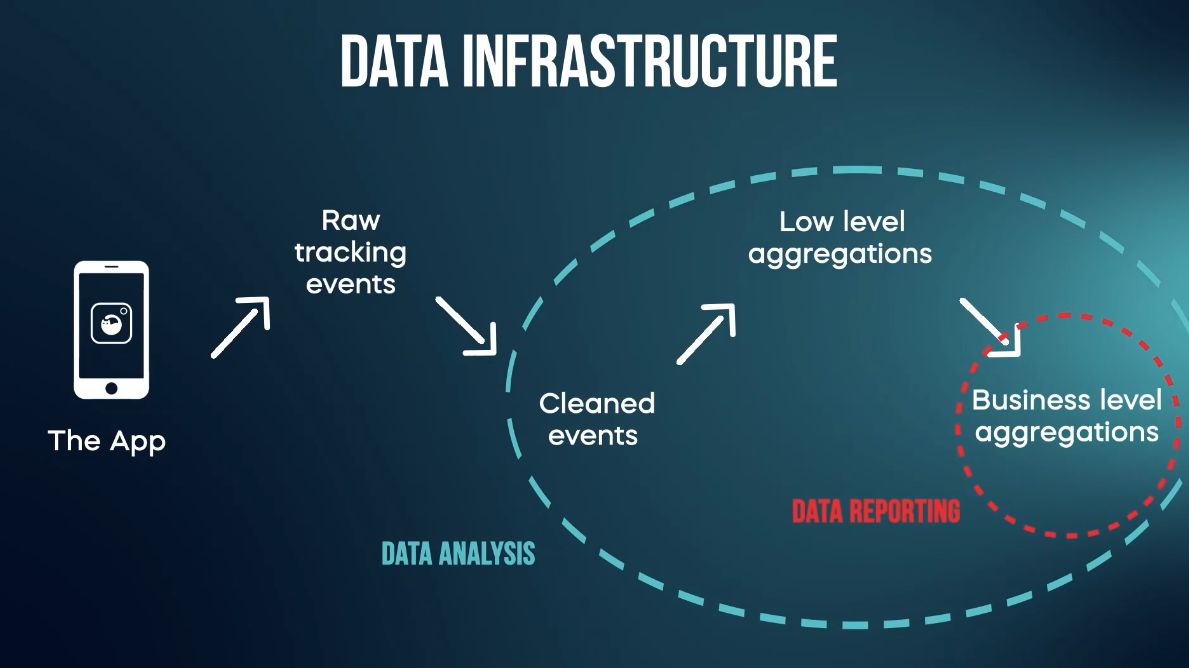 DATA INFRASTRUCTURE
Raw
tracking
events
Low level
aggregations
The App
Cleaned
events
Business level
aggregations
DATA REPORTING
DATA ANALYSIS